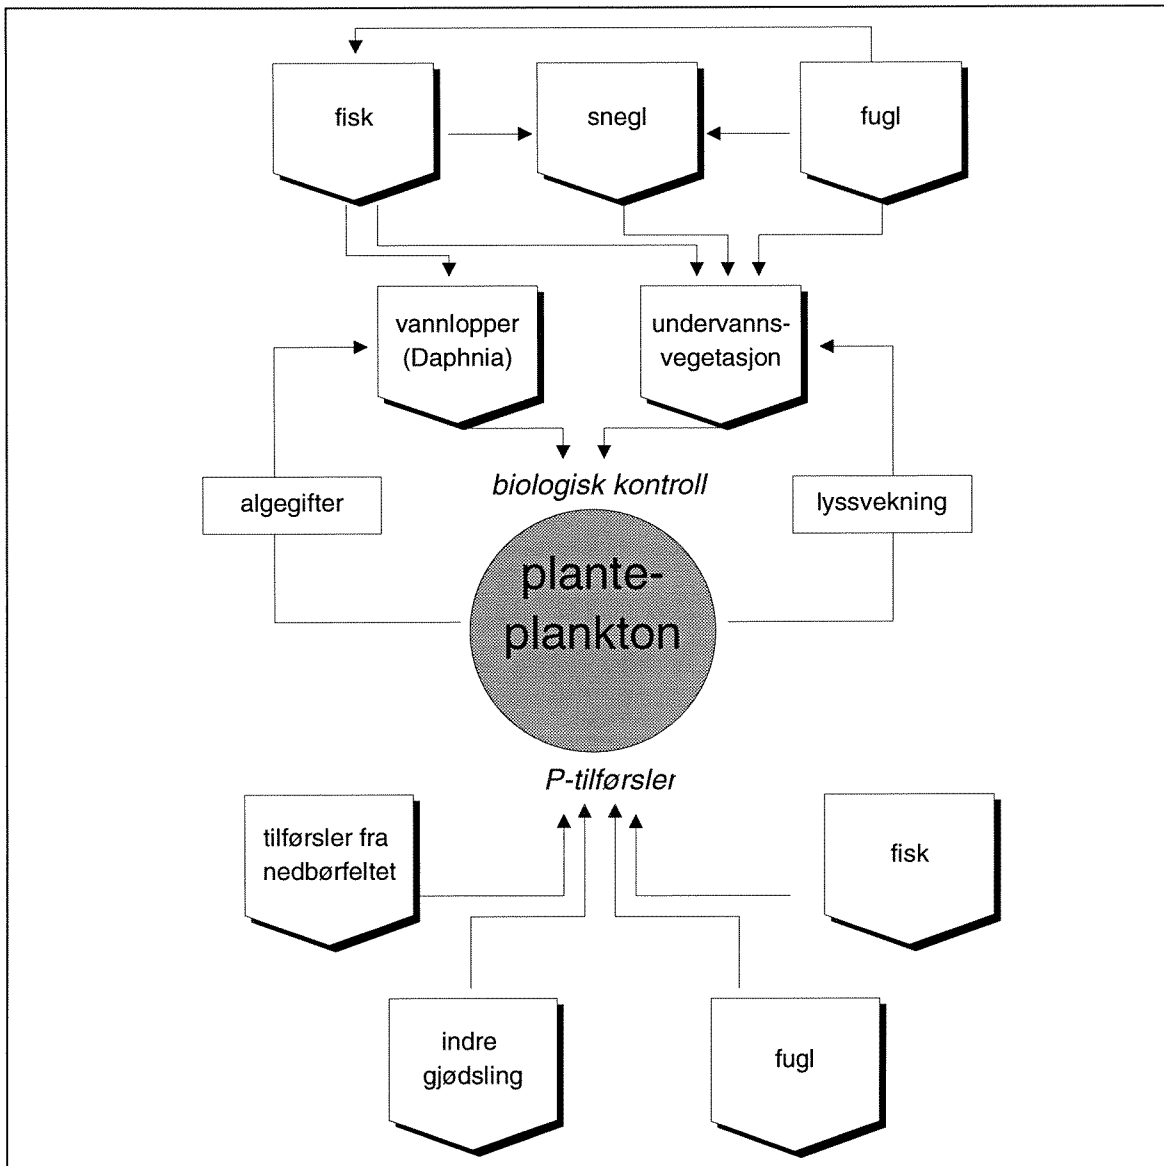 fisk
snegl
fugl
vannlopper
(Daphnia)
undervanns-
vegetasjon
algegifter
biologisk kontroll
lyssvekning
plante-
plankton
P-tilførsler
tilførsler fra
nedbørfeltet
fisk
indre
gjødsling
fugl